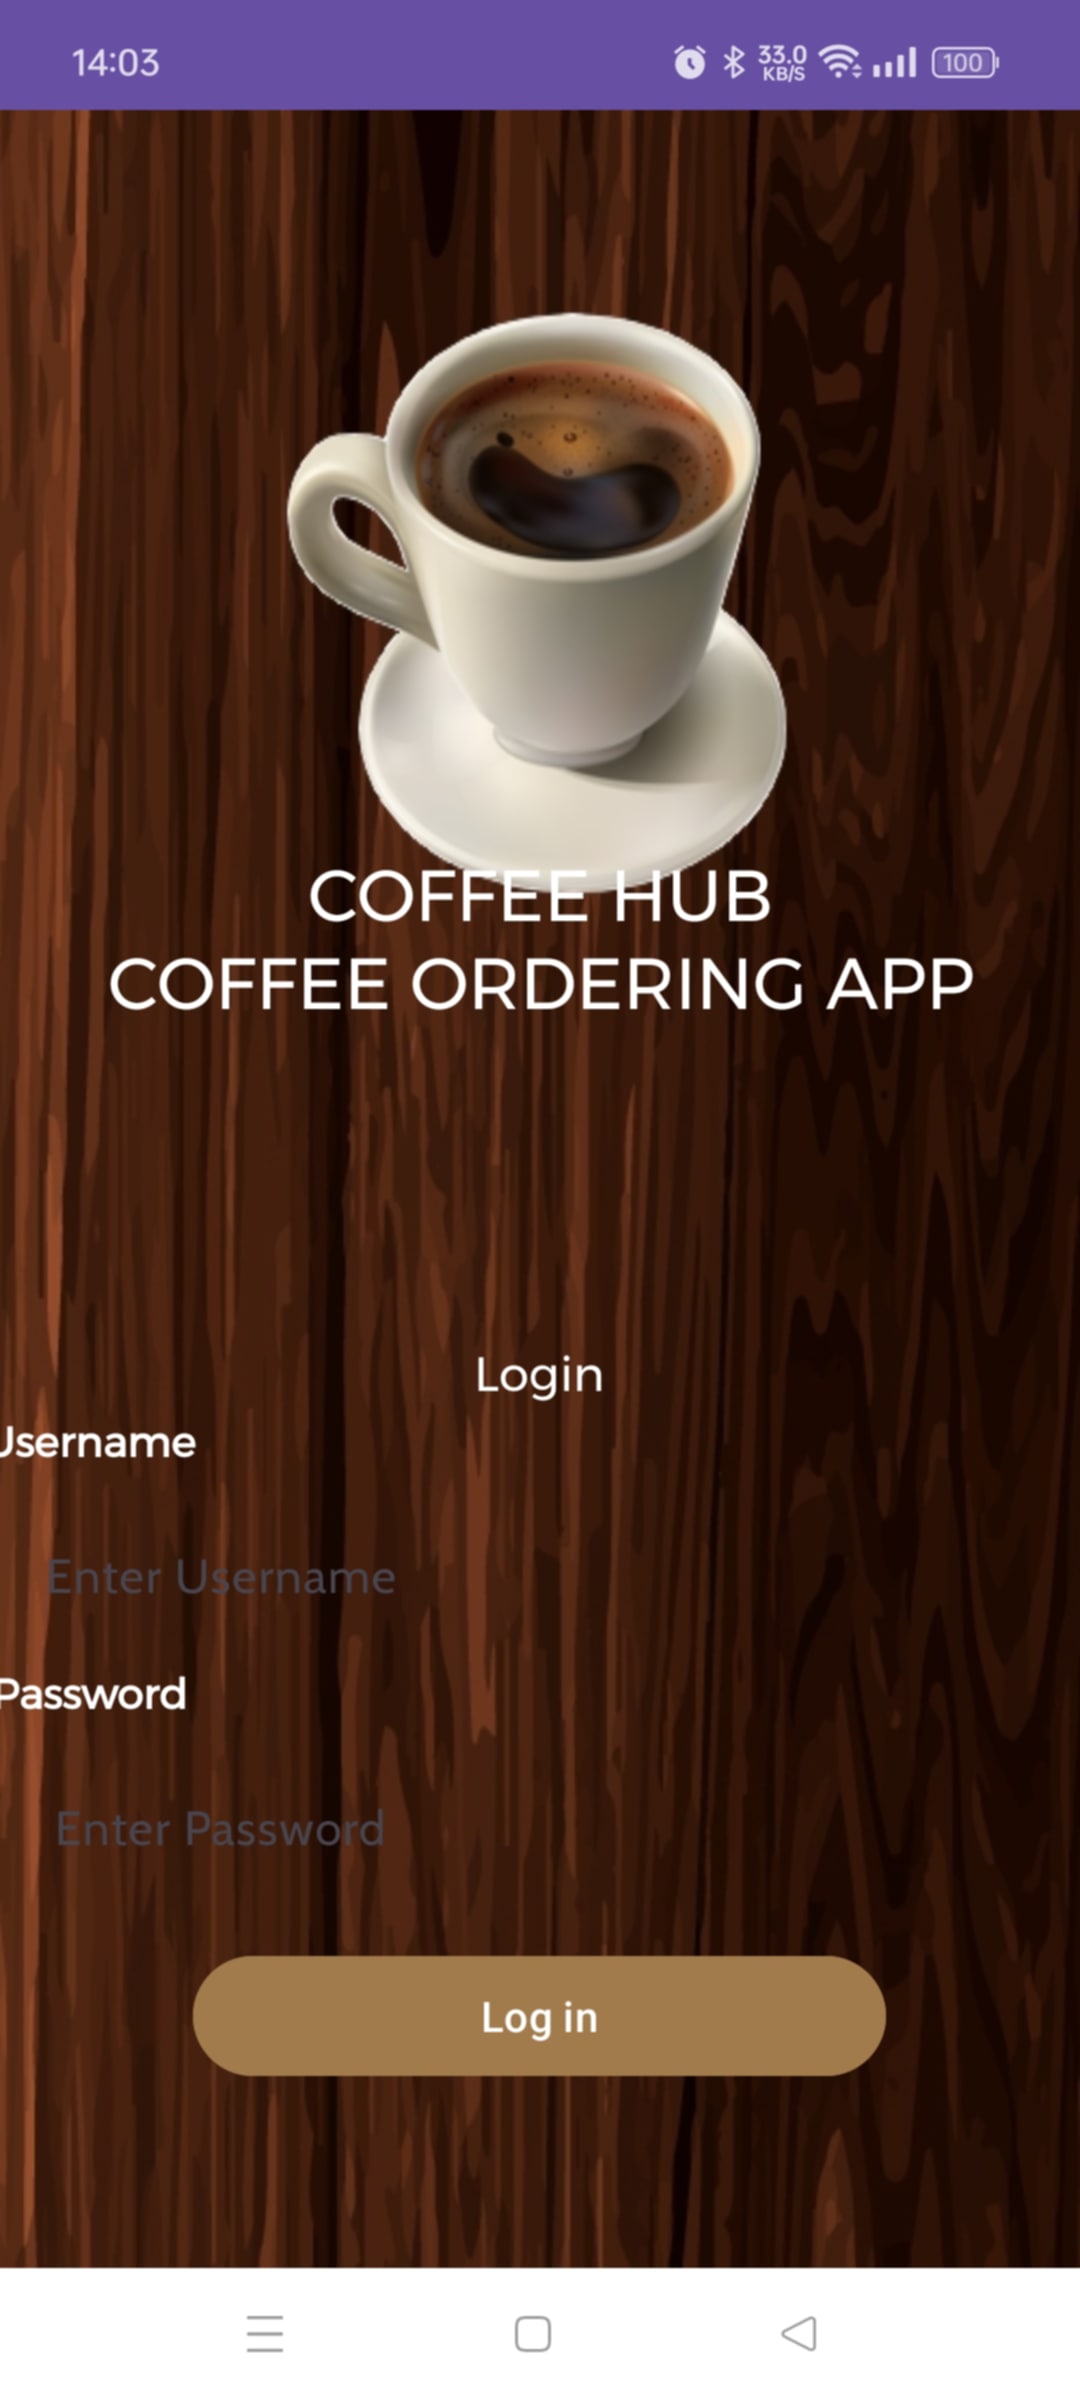 14:03
33.0
KB/S
100
COFFEE HUB
COFFEE ORDERING APP
Login
Username
Enter Username
Password
Enter Password
Log in